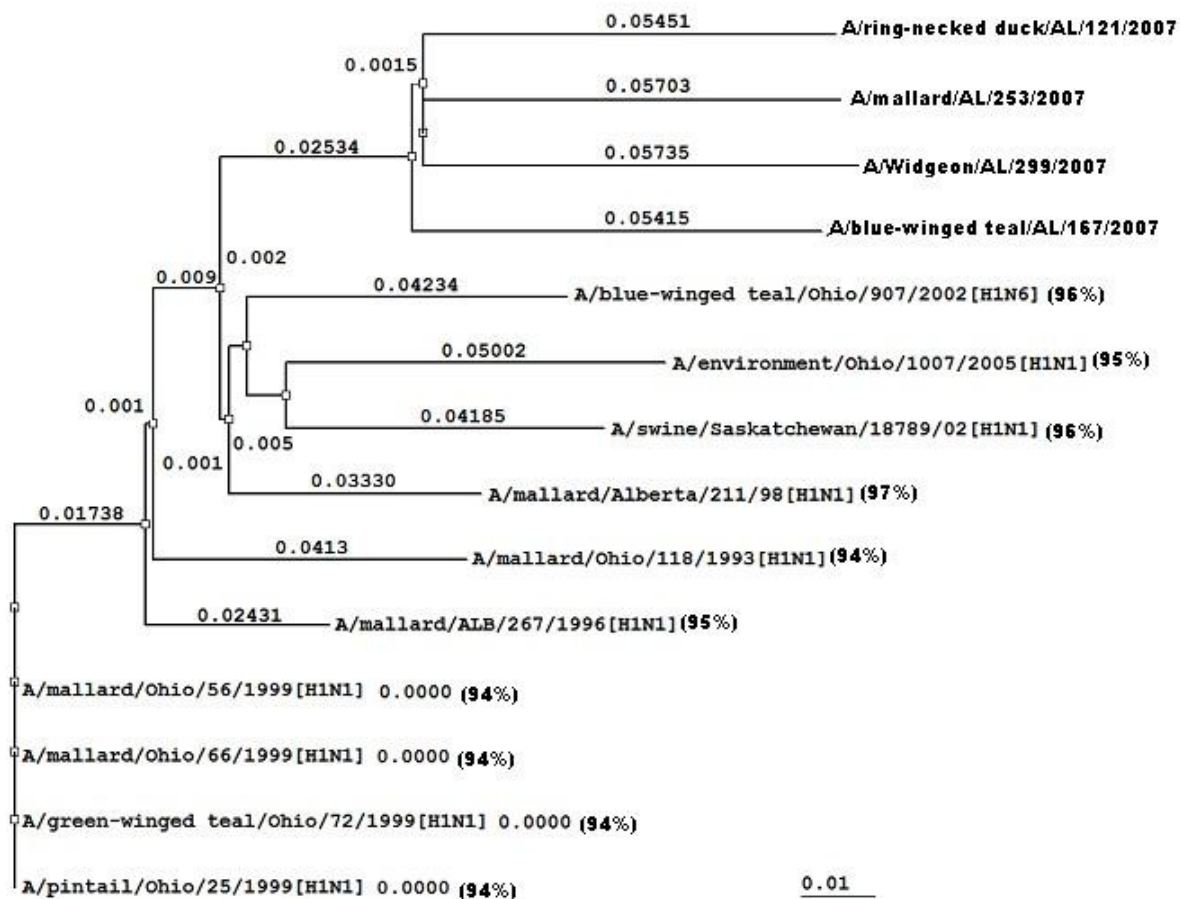 0.05451
A/ring-necked duck/AL/121/2007
0.0015
0.05703
A/mallard/AL/253/2007
0.02534
0.05735
A/Widgeon/AL/299/2007
0.05415
A/blue-winged teal/AL/167/2007
0.002
0.009
0.04234
A/blue-winged teal/Ohio/907/2002[H1N6] (96%)
0.05002
A/environment/Ohio/1007/2005[H1N1] (95%)
0.001
0.04185
A/swine/Saskatchewan/18789/02[H1N1] (96%)
0.005
0.001
0.03330
A/mallard/Alberta/211/98[H1N1] (97%)
0.01738
0.0413
A/mallard/Ohio/118/1993[H1N1] (94%)
0.02431
A/mallard/ALB/267/1996[H1N1] (95%)
A/mallard/Ohio/56/1999[H1N1] 0.0000 (94%)
A/mallard/Ohio/66/1999[H1N1] 0.0000 (94%)
A/green-winged teal/Ohio/72/1999[H1N1] 0.0000 (94%)
A/pintail/Ohio/25/1999[H1N1] 0.0000 (94%)
0.01